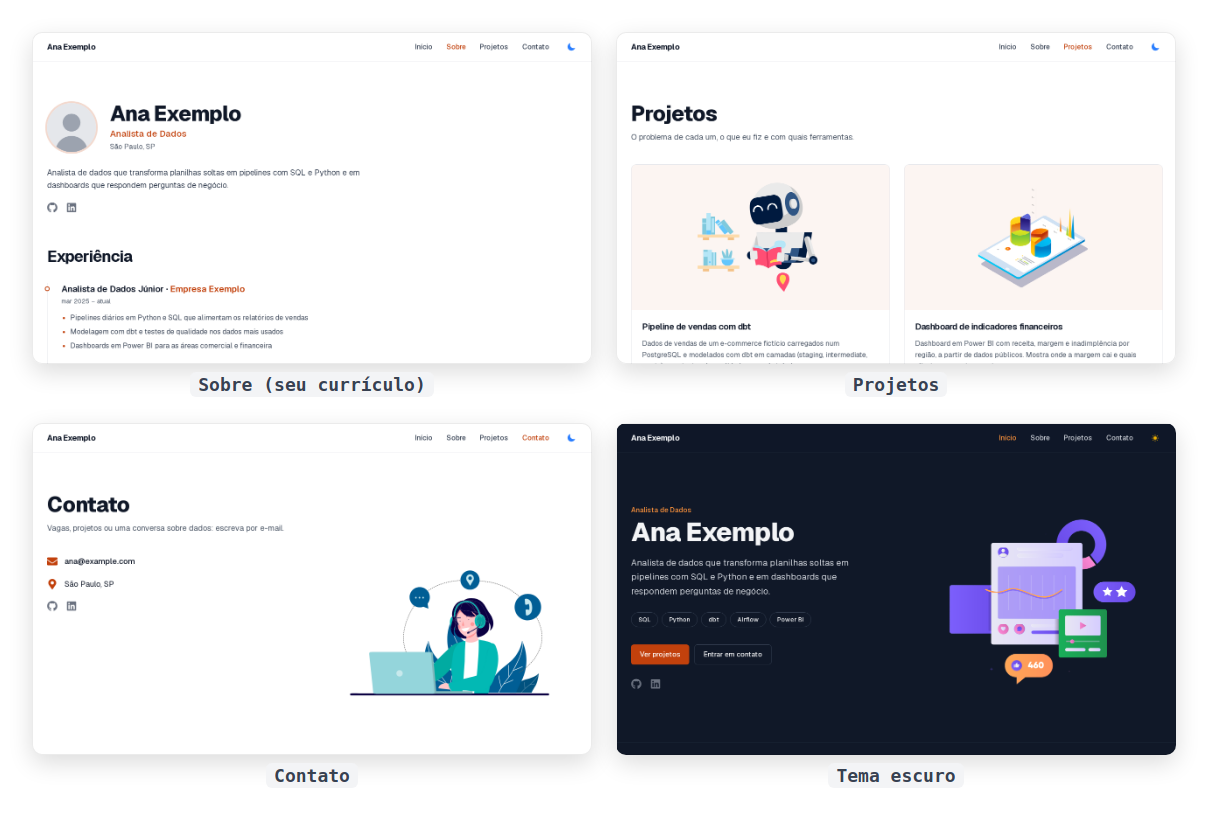 Ana Exemplo
Início Sobre Projetos Contato
Ana Exemplo
Analista de Dados
São Paulo, SP
Analista de dados que transforma planilhas soltas em pipelines com SQL e Python e em
dashboards que respondem perguntas de negócio.
Experiência
Analista de Dados Júnior · Empresa Exemplo
mar 2025 – atual
Pipelines diários em Python e SQL que alimentam os relatórios de vendas
Modelagem com dbt e testes de qualidade nos dados mais usados
Dashboards em Power BI para as áreas comercial e financeira
Sobre (seu currículo)
Ana Exemplo
Início Sobre Projetos Contato
Projetos
O problema de cada um, o que eu fiz e com quais ferramentas.
Pipeline de vendas com dbt
Dados de vendas de um e-commerce fictício carregados num
PostgreSQL e modelados com dbt em camadas (staging, intermediate,
Dashboard de indicadores financeiros
Dashboard em Power BI com receita, margem e inadimplência por
região, a partir de dados públicos. Mostra onde a margem cai e quais
Projetos
Ana Exemplo
Início Sobre Projetos Contato
Contato
Vagas, projetos ou uma conversa sobre dados: escreva por e-mail.
ana@example.com
São Paulo, SP
Contato
Ana Exemplo
Início Sobre Projetos Contato
Analista de Dados
Ana Exemplo
Analista de dados que transforma planilhas soltas em
pipelines com SQL e Python e em dashboards que
respondem perguntas de negócio.
SQL Python dbt Airflow Power BI
Ver projetos Entrar em contato
460
Tema escuro